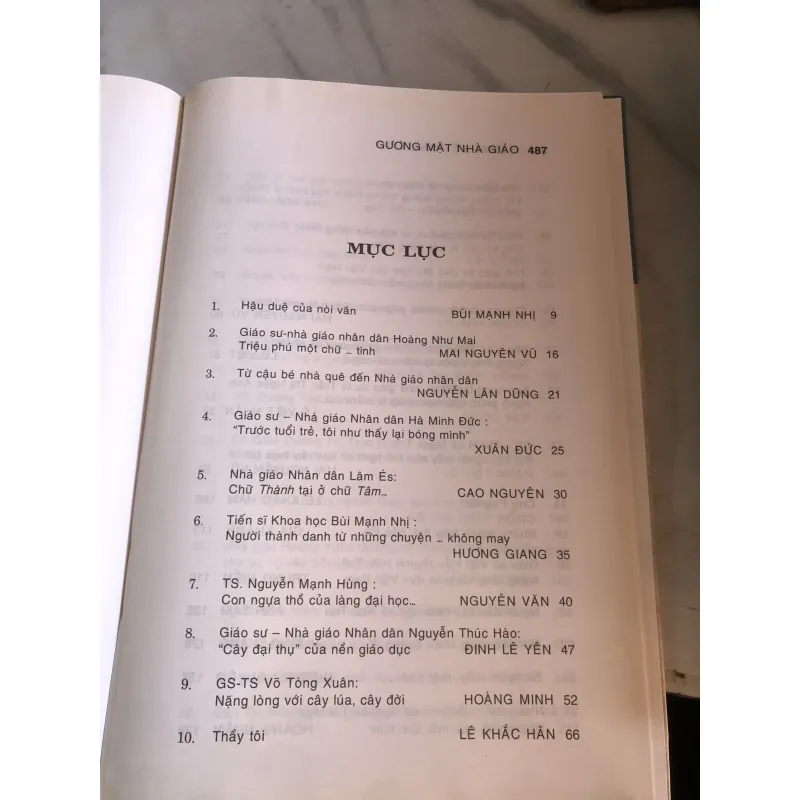 GƯƠNG MẶT NHÀ GIÁO 487
MỤC LỤC
1. Hậu duệ của nòi văn BÙI MẠNH NHỊ 9
2. Giáo sư-nhà giáo nhân dân Hoàng Như Mai
Triệu phú một chữ … tình MAI NGUYÊN VŨ 16
3. Từ cậu bé nhà quê đến Nhà giáo nhân dân
NGUYỄN LÂN DŨNG 21
4. Giáo sư – Nhà giáo Nhân dân Hà Minh Đức :
“Trước tuổi trẻ, tôi như thấy lại bóng mình”
XUÂN ĐỨC 25
5. Nhà giáo Nhân dân Lâm És:
Chữ Thành tại ở chữ Tâm… CAO NGUYÊN 30
6. Tiến sĩ Khoa học Bùi Mạnh Nhị :
Người thành danh từ những chuyện … không may
HƯƠNG GIANG 35
7. TS. Nguyễn Mạnh Hùng :
Con ngựa thồ của làng đại học… NGUYÊN VĂN 40
8. Giáo sư – Nhà giáo Nhân dân Nguyễn Thúc Hào:
“Cây đại thụ” của nền giáo dục ĐINH LÊ YÊN 47
9. GS-TS Võ Tòng Xuân:
Nặng lòng với cây lúa, cây đời HOÀNG MINH 52
10. Thầy tôi LÊ KHẮC HÂN 66